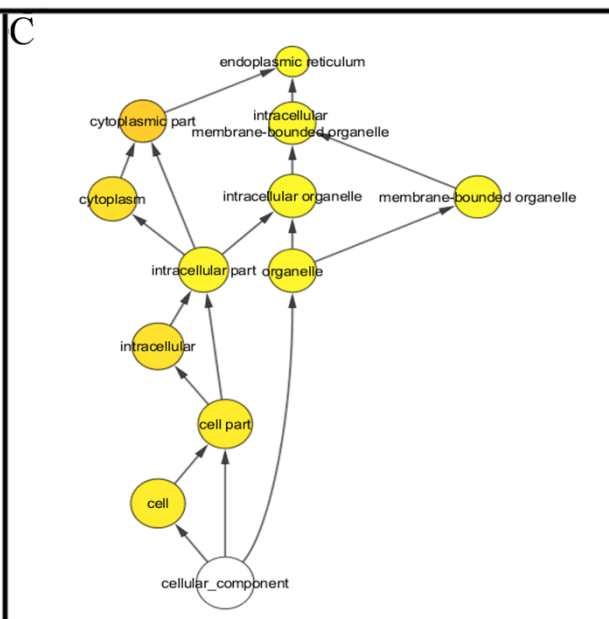 C
endoplasmic reticulum
cytoplasmic part
intracellular
membrane-bounded organelle
cytoplasm
intracellular organelle
membrane-bounded organelle
intracellular part
organelle
intracellular
cell part
cell
cellular_component